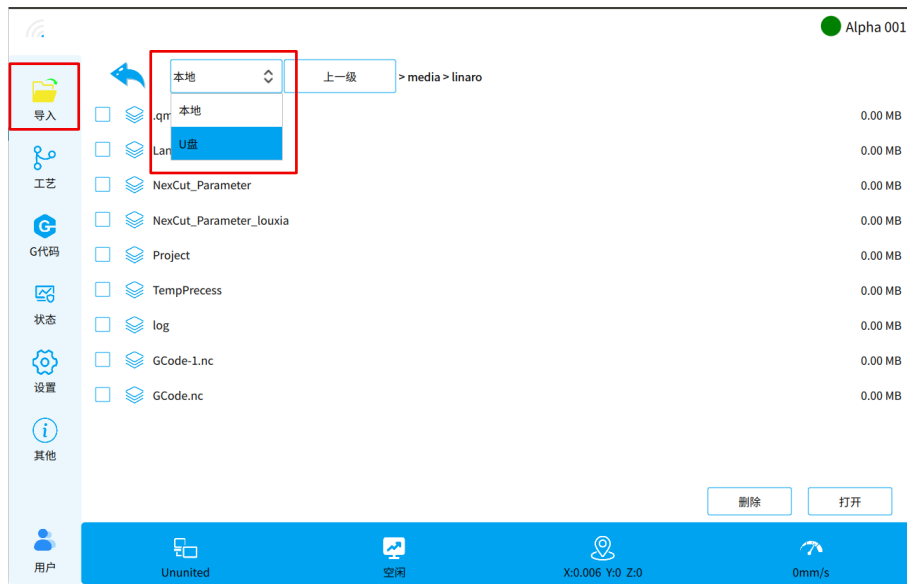 Alpha 001
本地
上一级
> media > linaro
导入
本地
.qm
0.00 MB
U盘
Lan
0.00 MB
工艺
NexCut_Parameter
0.00 MB
NexCut_Parameter_louxia
0.00 MB
G代码
Project
0.00 MB
TempPrecess
0.00 MB
状态
log
0.00 MB
GCode-1.nc
0.00 MB
设置
GCode.nc
0.00 MB
其他
删除
打开
用户
Ununited
空闲
X:0.006 Y:0 Z:0
0mm/s